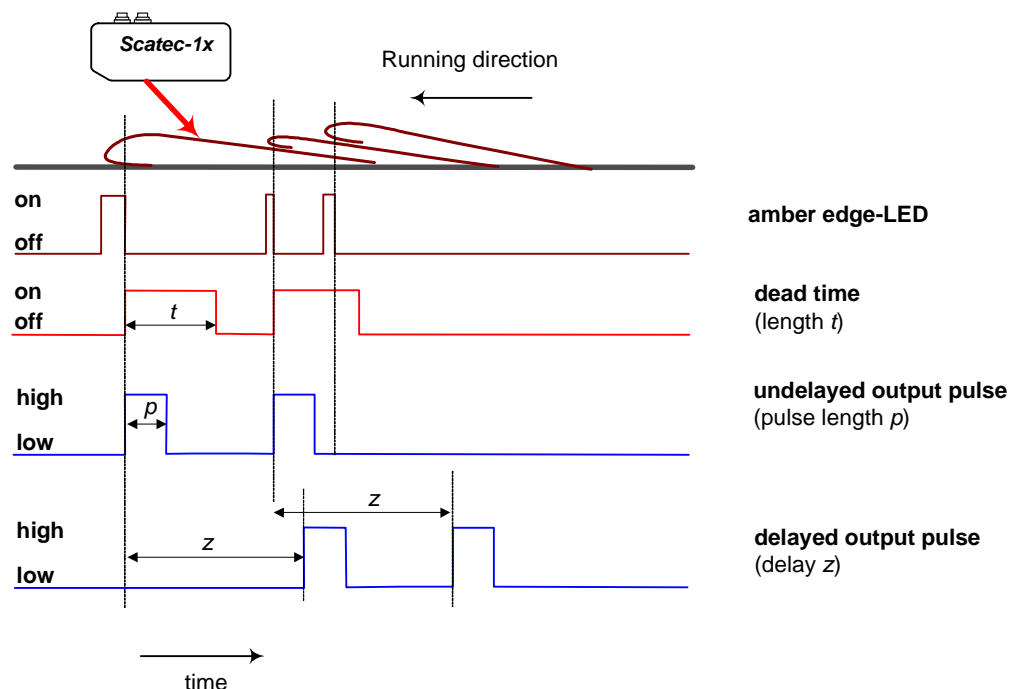 Scatec-1x
Running direction
on
off
amber edge-LED
on
off
t
dead time
(length t)
high
low
p
undelayed output pulse
(pulse length p)
high
low
z
z
delayed output pulse
(delay z)
time